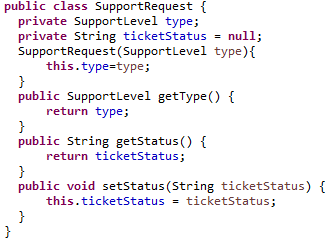 public class SupportRequest {
private SupportLevel type;
private String ticketStatus = null;
SupportRequest(SupportLevel type){
this.type=type;
}
public SupportLevel getType() {
return type;
}
public String getStatus() {
return ticketStatus;
}
public void setStatus(String ticketStatus) {
this.ticketStatus = ticketStatus;
}
}